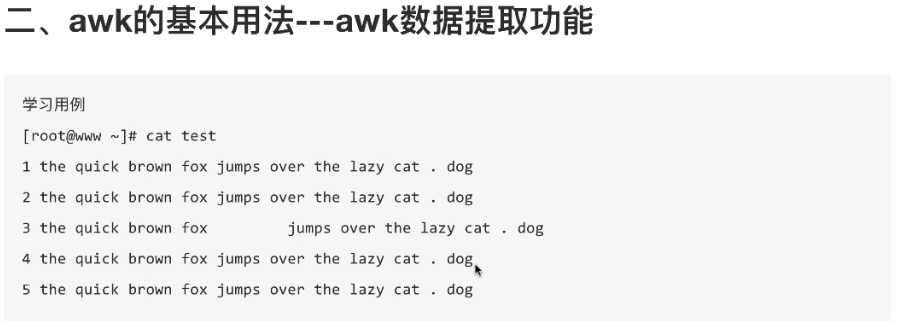 二、awk的基本用法---awk数据提取功能
学习用例
[root@www ~]# cat test
1 the quick brown fox jumps over the lazy cat . dog
2 the quick brown fox jumps over the lazy cat . dog
3 the quick brown fox         jumps over the lazy cat . dog
4 the quick brown fox jumps over the lazy cat . dog
5 the quick brown fox jumps over the lazy cat . dog